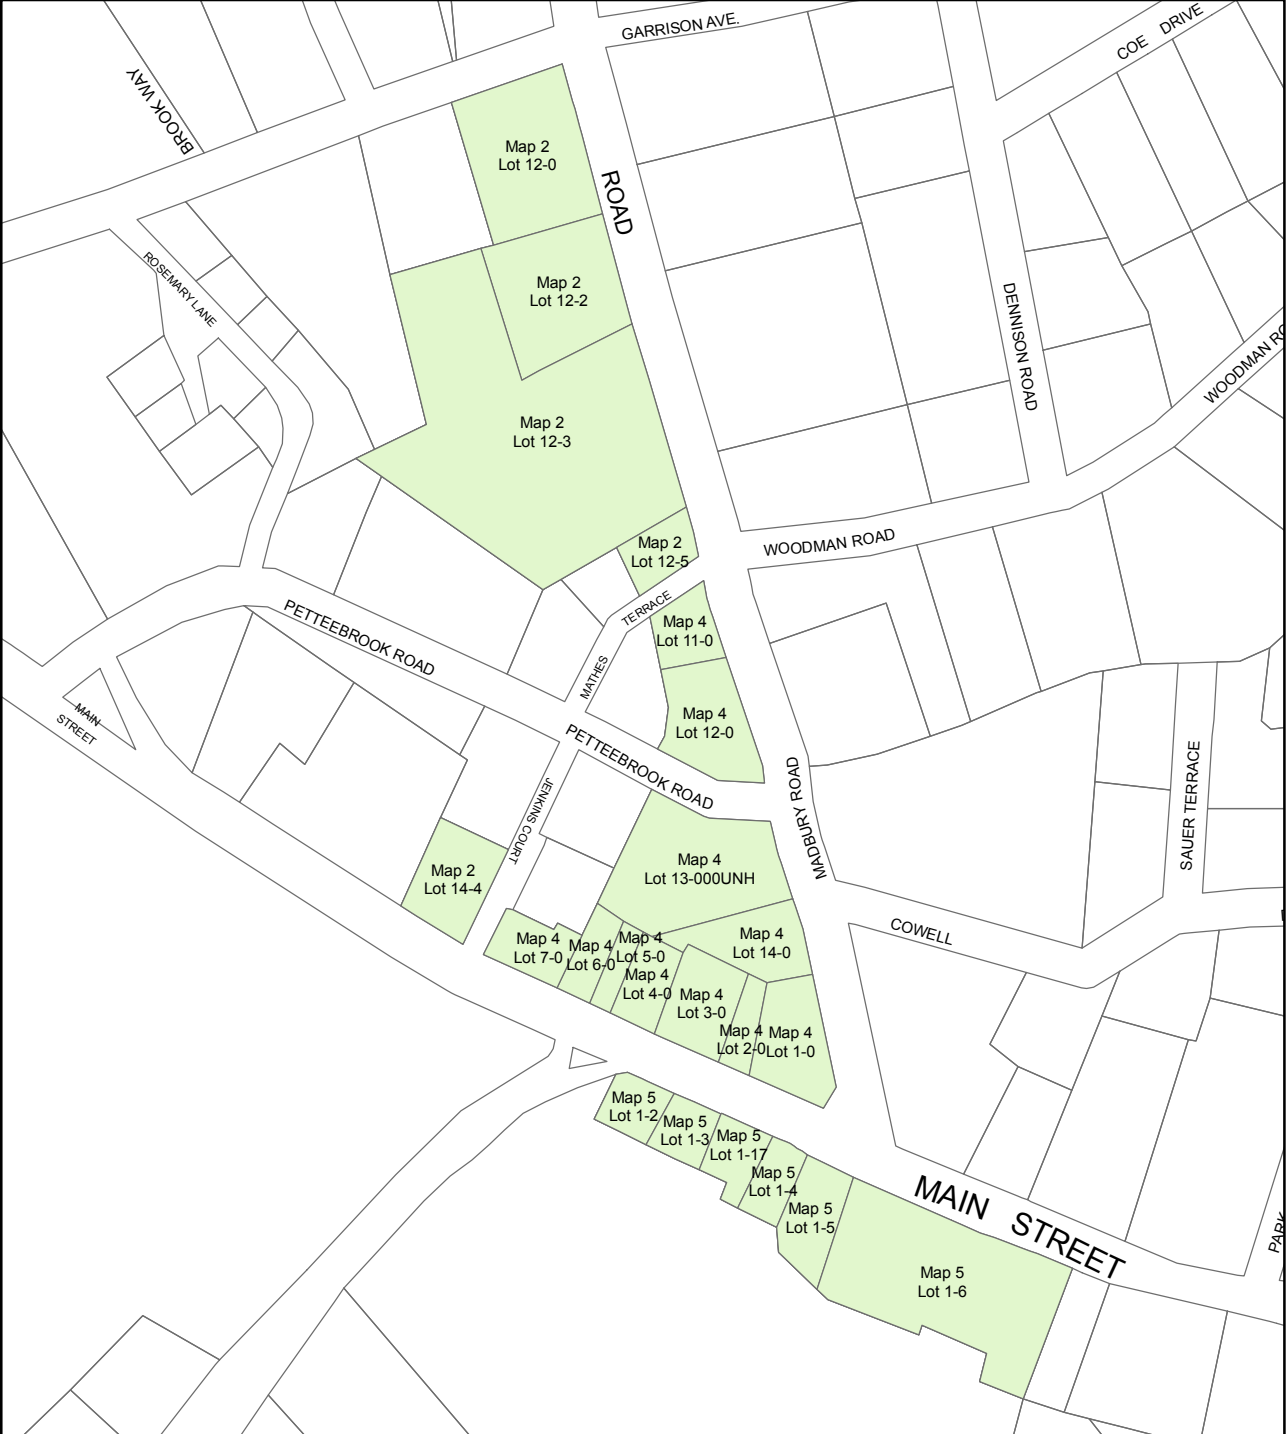 GARRISON AVE.
COE DRIVE
BROOK WAY
Map 2
Lot 12-0
ROAD
ROSEMARY LANE
Map 2
Lot 12-2
DENNISON ROAD
WOODMAN RO
Map 2
Lot 12-3
WOODMAN ROAD
Map 2
Lot 12-5
TERRACE
MATHES
PETTEEBROOK ROAD
Map 4
Lot 11-0
Map 4
Lot 12-0
MAIN
STREET
PETTEEBROOK ROAD
JENKINS COURT
MADBURY ROAD
SAUER TERRACE
Map 2
Lot 14-4
Map 4
Lot 13-000UNH
COWELL
Map 4
Lot 7-0
Map 4
Lot 6-0
Map 4
Lot 5-0
Map 4
Lot 4-0
Map 4
Lot 14-0
Map 4
Lot 3-0
Map 4
Lot 2-0
Map 4
Lot 1-0
Map 5
Lot 1-2
Map 5
Lot 1-3
Map 5
Lot 1-17
Map 5
Lot 1-4
Map 5
Lot 1-5
MAIN STREET
PARK
Map 5
Lot 1-6